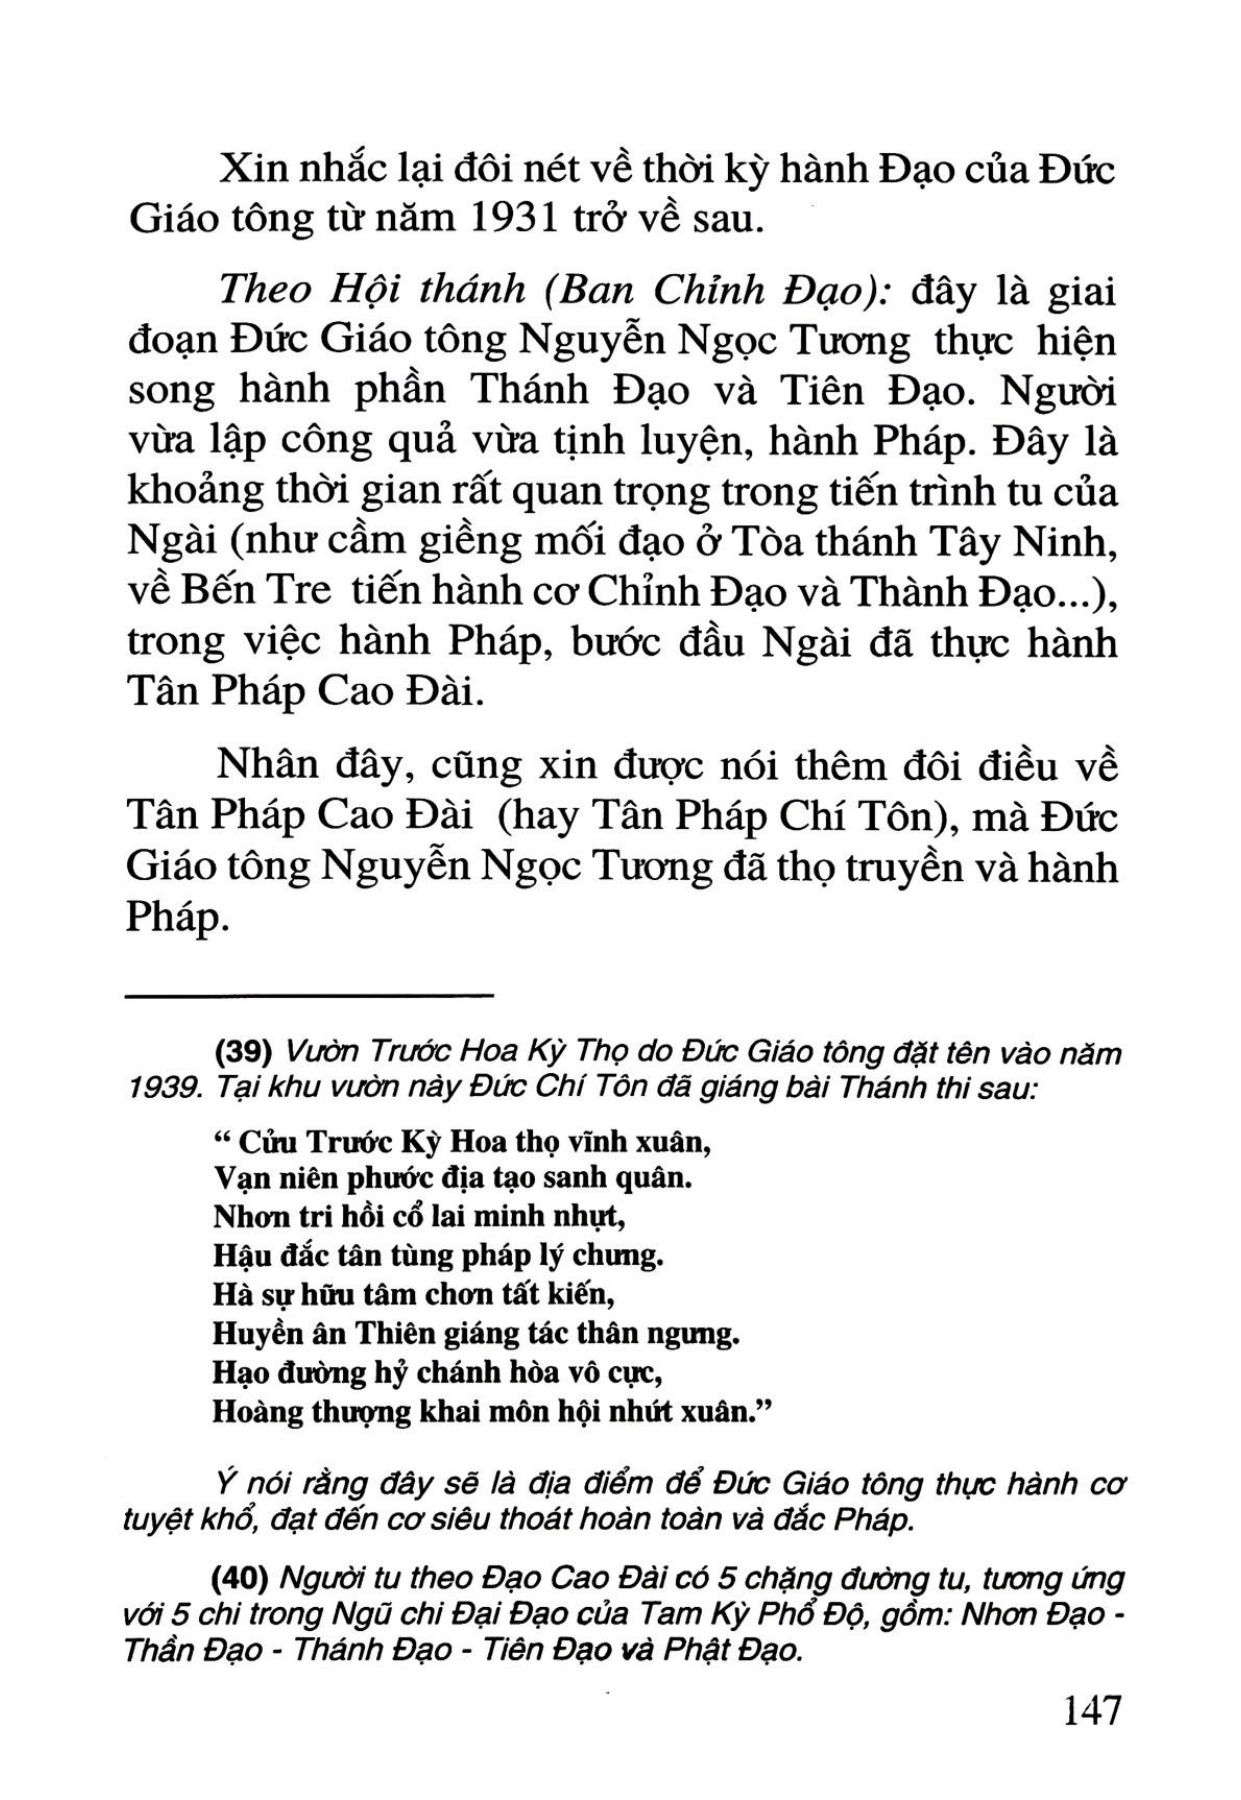 Xin nhắc lại đôi nét về thời kỳ hành Đạo của Đức
Giáo tông từ năm 1931 trở về sau.
Theo Hội thánh (Ban Chỉnh Đạo): đây là giai
đoạn Đức Giáo tông Nguyễn Ngọc Tương thực hiện
song hành phần Thánh Đạo và Tiên Đạo. Người
vừa lập công quả vừa tịnh luyện, hành Pháp. Đây là
khoảng thời gian rất quan trọng trong tiến trình tu của
Ngài (như cầm giềng mối đạo ở Tòa thánh Tây Ninh,
về Bến Tre tiến hành cơ Chỉnh Đạo và Thành Đạo...),
trong việc hành Pháp, bước đầu Ngài đã thực hành
Tân Pháp Cao Đài.
Nhân đây, cũng xin được nói thêm đôi điều về
Tân Pháp Cao Đài (hay Tân Pháp Chí Tôn), mà Đức
Giáo tông Nguyễn Ngọc Tương đã thọ truyền và hành
Pháp.
(39) Vườn Trước Hoa Kỳ Thọ do Đức Giáo tông đặt tên vào năm
1939. Tại khu vườn này Đức Chí Tôn đã giáng bài Thánh thi sau:
“ Cửu Trước Kỳ Hoa thọ vĩnh xuân,
Vạn niên phước địa tạo sanh quân.
Nhơn tri hồi cổ lai minh nhựt,
Hậu đắc tân tùng pháp lý chưng.
Hà sự hữu tâm chơn tất kiến,
Huyền ân Thiên giáng tác thân ngưng.
Hạo đường hỷ chánh hòa vô cực,
Hoàng thượng khai môn hội nhứt xuân.”
Ý nói rằng đây sẽ là địa điểm để Đức Giáo tông thực hành cơ
tuyệt khổ, đạt đến cơ siêu thoát hoàn toàn và đắc Pháp.
(40) Người tu theo Đạo Cao Đài có 5 chặng đường tu, tương ứng
với 5 chi trong Ngũ chi Đại Đạo của Tam Kỳ Phổ Độ, gồm: Nhơn Đạo -
Thần Đạo - Thánh Đạo - Tiên Đạo và Phật Đạo.
147